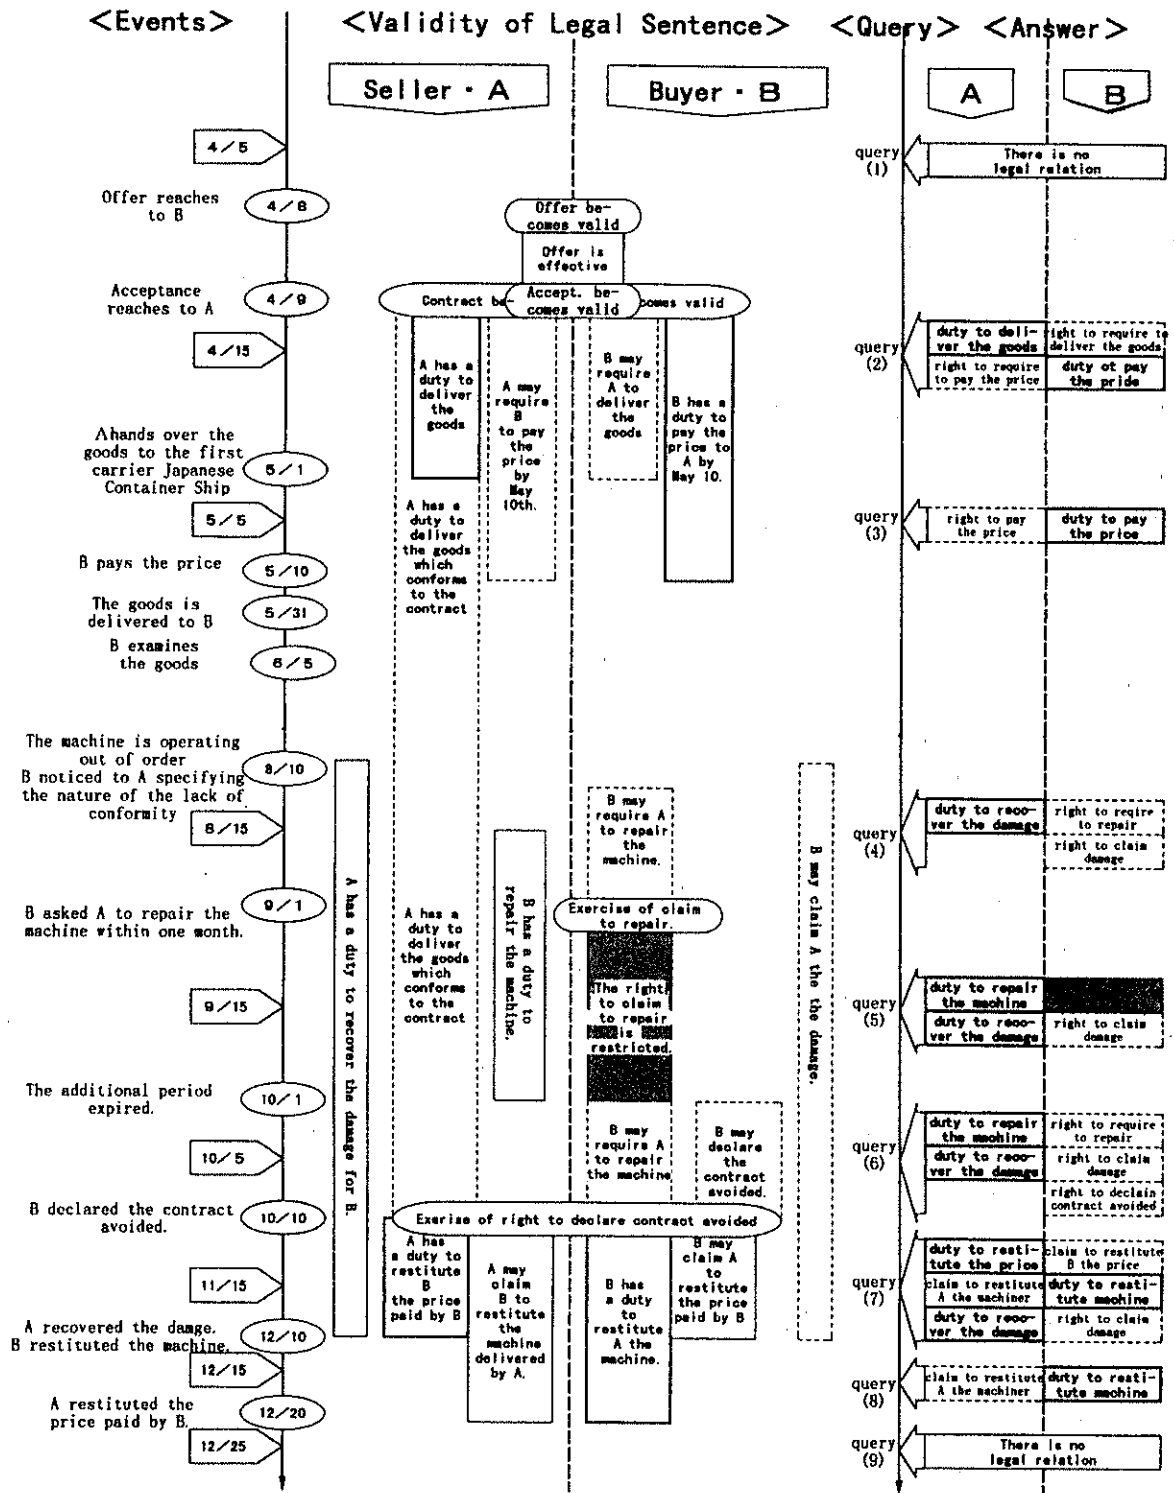 <Events>
<Validity of Legal Sentence>
<Query>
<Answer>
Seller・A
Buyer・B
A
B
4/5
query
(1)
There is no
legal relation
Offer reaches
to B
4/8
Offer be-
comes valid
Offer is
effective
Acceptance
reaches to A
4/9
Contract be-
Accept. be-
comes valid
comes valid
4/15
query
(2)
duty to deli-
ver the goods
right to require to
deliver the goods
right to require
to pay the price
duty ot pay
the pride
A has a
duty to
deliver
the
goods
A may
require
B
to pay
the
price
by
May
10th.
B may
require
A to
deliver
the
goods
B has a
duty to
pay the
price to
A by
May 10.
A hands over the
goods to the first
carrier Japanese
Container Ship
5/1
5/5
A has a
duty to
deliver
the goods
which
conforms
to the
contract
query
(3)
right to pay
the price
duty to pay
the price
B pays the price
5/10
The goods is
delivered to B
5/31
B examines
the goods
6/5
The machine is operating
out of order
B noticed to A specifying
the nature of the lack of
conformity
8/10
8/15
A has a duty to recover the damage for B.
B may
require A
to repair
the
machine.
B may claim A the the damage.
query
(4)
duty to reco-
ver the damage
right to reqire
to repair
right to claim
damage
B asked A to repair the
machine within one month.
9/1
A has a
duty to
deliver
the goods
which
conforms
to the
contract
B has a duty to
repair the machine.
Exercise of claim
to repair.
9/15
The right
to claim
to repair
is
restricted.
query
(5)
duty to repair
the machine
duty to reco-
ver the damage
right to claim
damage
The additional period
expired.
10/1
10/5
B may
require A
to repair
the
machine
B may
declare
the
contract
avoided.
query
(6)
duty to repair
the machine
right to require
to repair
duty to reco-
ver the damage
right to claim
damage
right to declain
contract avoided
B declared the contract
avoided.
10/10
Exerise of right to declare contract avoided
11/15
A has
a duty to
restitute
B
the price
paid by B
A may
claim
B to
restitute
the
machine
delivered
by A.
B has
a duty
to
restitute
A the
machine.
B may
claim A
to
restitute
the price
paid by B
query
(7)
duty to resti-
tute the price
claim to restitute
B the price
claim to restitute
A the machiner
duty to resti-
tute machine
duty to reco-
ver the damage
right to claim
damage
A recovered the damge.
B restituted the machine.
12/10
12/15
query
(8)
claim to restitute
A the machiner
duty to resti-
tute machine
A restituted the
price paid by B.
12/20
12/25
query
(9)
There is no
legal relation